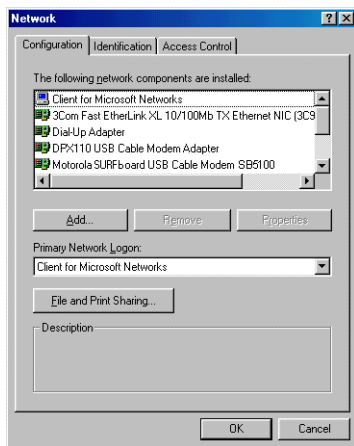 Network
Configuration Identification Access Control
The following network components are installed:
Client for Microsoft Networks
3Com Fast EtherLink XL 10/100Mb TX Ethernet NIC (3C9
Dial-Up Adapter
DPX110 USB Cable Modem Adapter
Motorola SURFboard USB Cable Modem SB5100
Add... Remove Properties
Primary Network Logon:
Client for Microsoft Networks
File and Print Sharing...
Description
OK Cancel